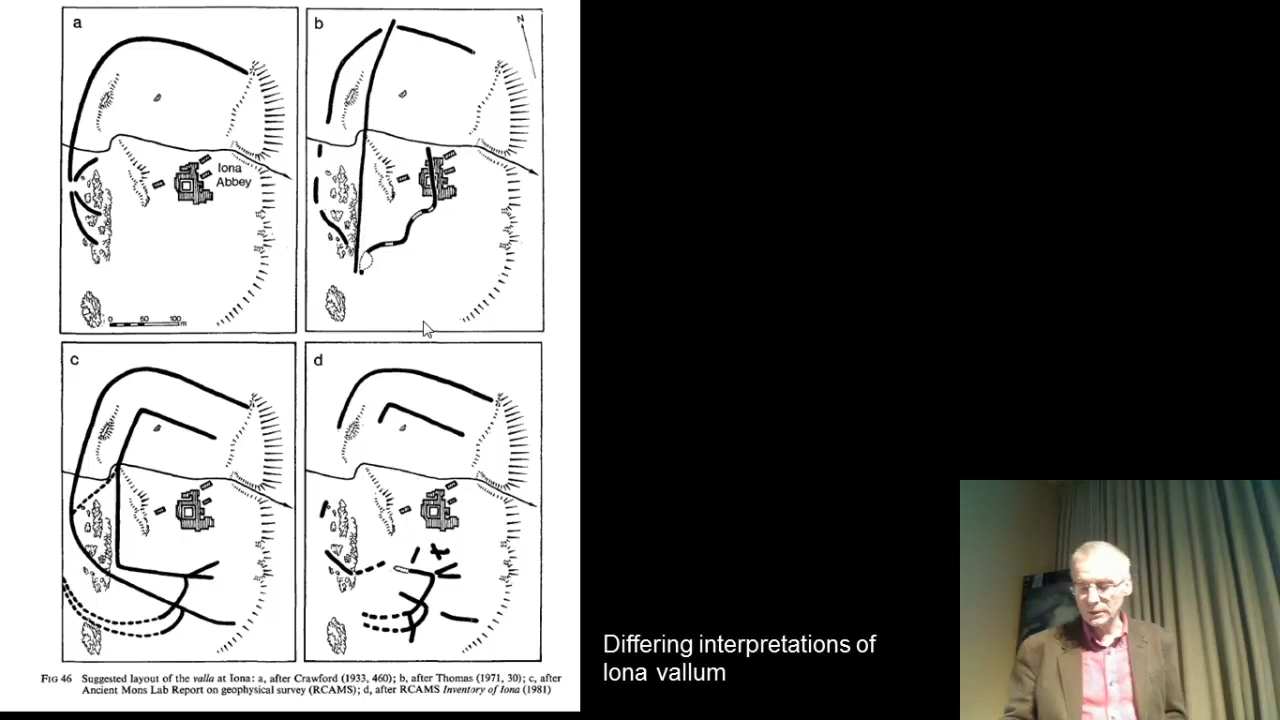 a
b
N
Iona
Abbey
0 50 100
m
c
d
FIG 46 Suggested layout of the valla at Iona: a, after Crawford (1933, 460); b, after Thomas (1971, 30); c, after
Ancient Mons Lab Report on geophysical survey (RCAMS); d, after RCAMS Inventory of Iona (1981)
Differing interpretations of
Iona vallum